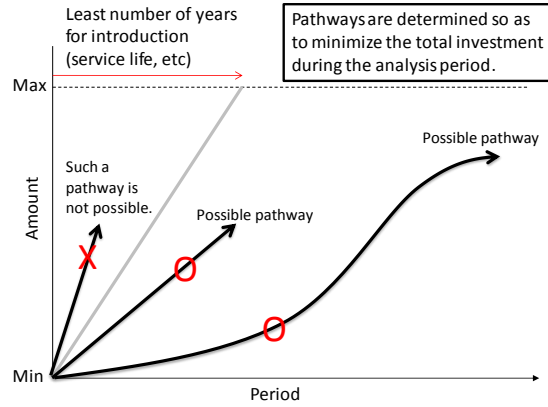 Least number of years
for introduction
(service life, etc)
Pathways are determined so as
to minimize the total investment
during the analysis period.
Max
Possible pathway
Such a
pathway is
not possible.
Possible pathway
X
O
O
Amount
Min
Period